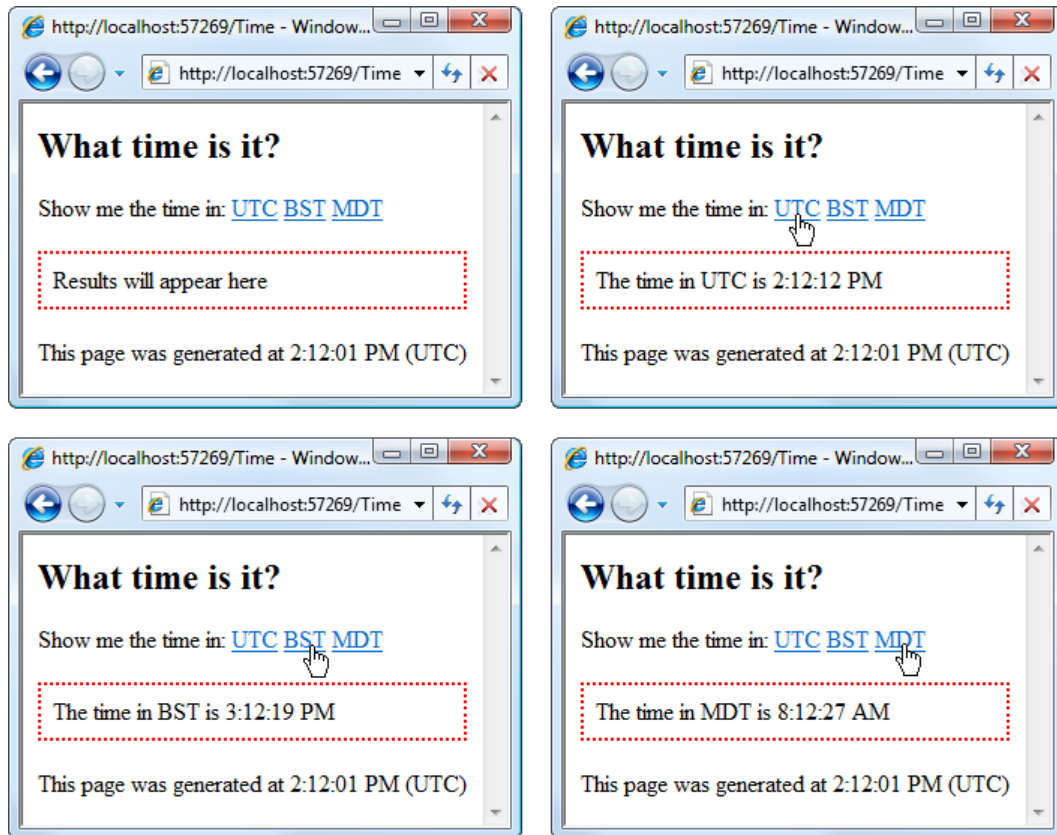 http://localhost:57269/Time - Window...
http://localhost:57269/Time
What time is it?
Show me the time in: UTC BST MDT
Results will appear here
This page was generated at 2:12:01 PM (UTC)
http://localhost:57269/Time - Window...
http://localhost:57269/Time
What time is it?
Show me the time in: UTC BST MDT
The time in UTC is 2:12:12 PM
This page was generated at 2:12:01 PM (UTC)
http://localhost:57269/Time - Window...
http://localhost:57269/Time
What time is it?
Show me the time in: UTC BST MDT
The time in BST is 3:12:19 PM
This page was generated at 2:12:01 PM (UTC)
http://localhost:57269/Time - Window...
http://localhost:57269/Time
What time is it?
Show me the time in: UTC BST MDT
The time in MDT is 8:12:27 AM
This page was generated at 2:12:01 PM (UTC)